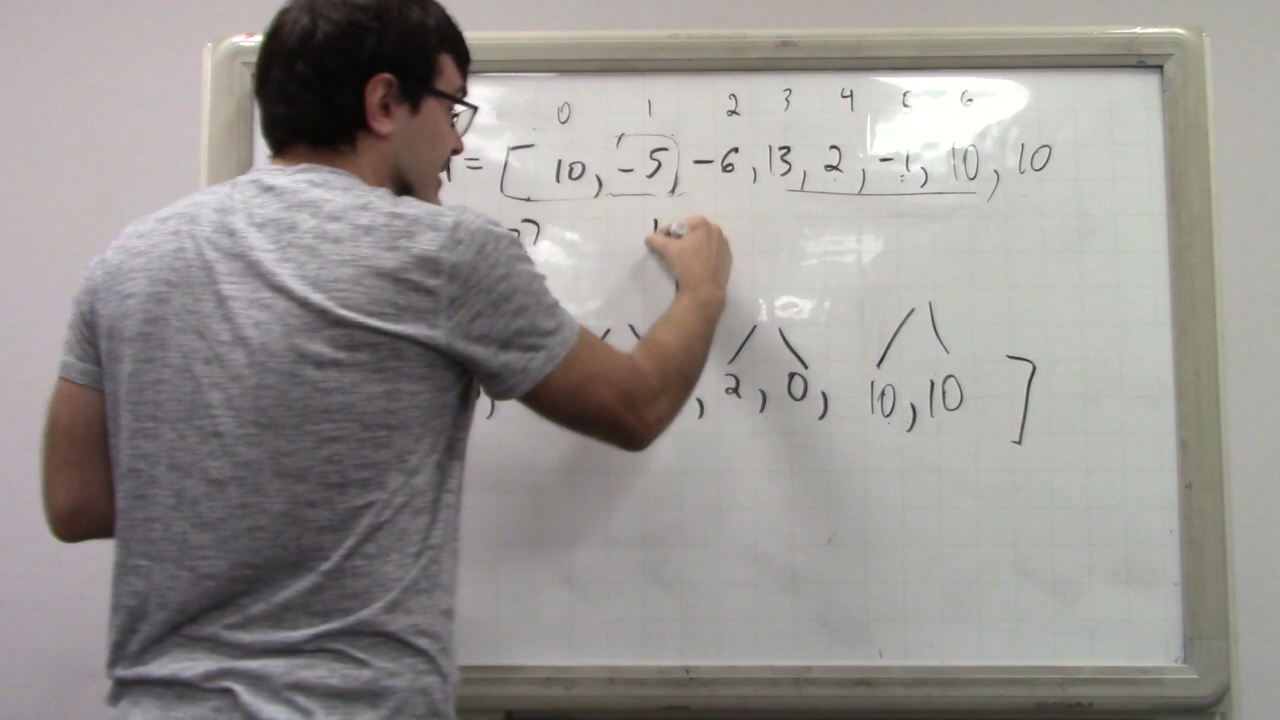 0 1 2 3 4 5 6
= [ 10, -5, -6, 13, 2, -1, 10, 10
, , 2, 0, 10, 10 ]